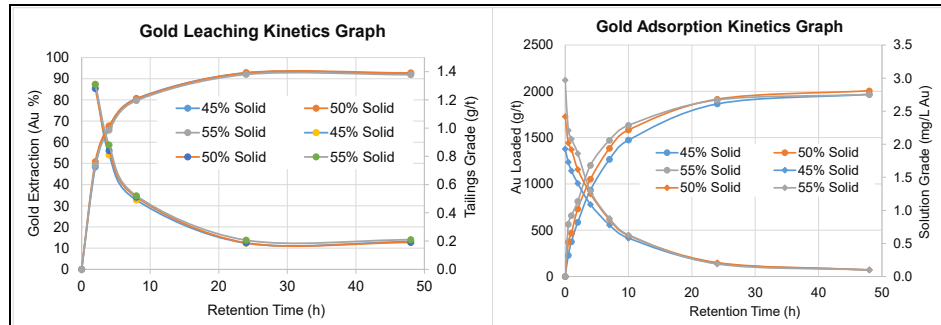 Gold Leaching Kinetics Graph
Gold Extraction (Au %)
100
90
80
70
60
50
40
30
20
10
0
1.4
1.2
1.0
0.8
0.6
0.4
0.2
0.0
Tailings Grade (g/t)
45% Solid 50% Solid
55% Solid 45% Solid
50% Solid 55% Solid
0 10 20 30 40 50
Retention Time (h)
Gold Adsorption Kinetics Graph
Au Loaded (g/t)
2500
2000
1500
1000
500
0
3.5
3.0
2.5
2.0
1.5
1.0
0.5
0.0
Solution Grade (mg/L Au)
45% Solid 50% Solid
55% Solid 45% Solid
50% Solid 55% Solid
0 10 20 30 40 50
Retention Time (h)